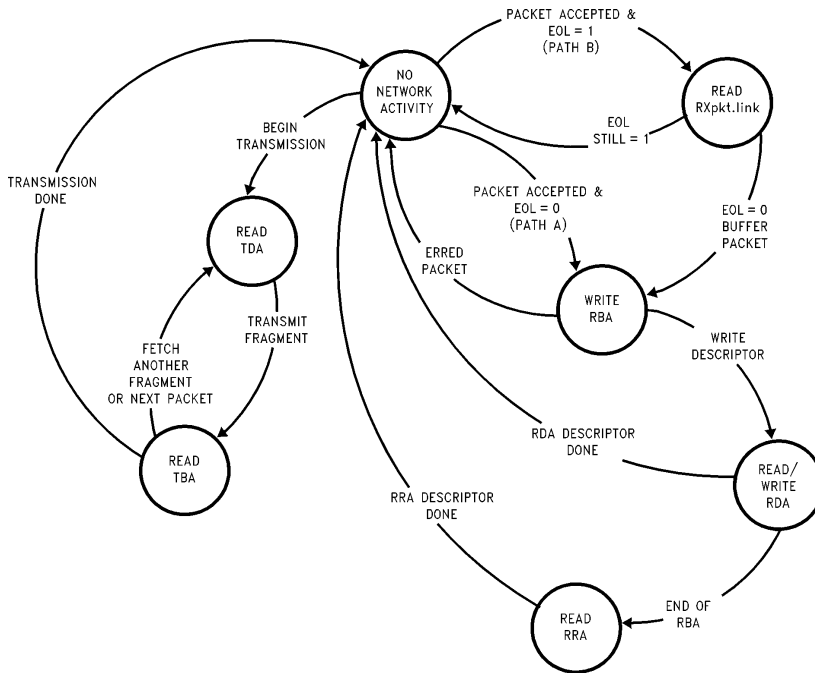 PACKET ACCEPTED &
EOL = 1
(PATH B)
NO
NETWORK
ACTIVITY
READ
RXpkt.link
EOL
STILL = 1
BEGIN
TRANSMISSION
TRANSMISSION
DONE
PACKET ACCEPTED &
EOL = 0
(PATH A)
EOL = 0
BUFFER
PACKET
READ
TDA
ERRED
PACKET
WRITE
RBA
TRANSMIT
FRAGMENT
WRITE
DESCRIPTOR
FETCH
ANOTHER
FRAGMENT
OR NEXT PACKET
RDA DESCRIPTOR
DONE
READ
TBA
READ/
WRITE
RDA
RRA DESCRIPTOR
DONE
END OF
RBA
READ
RRA